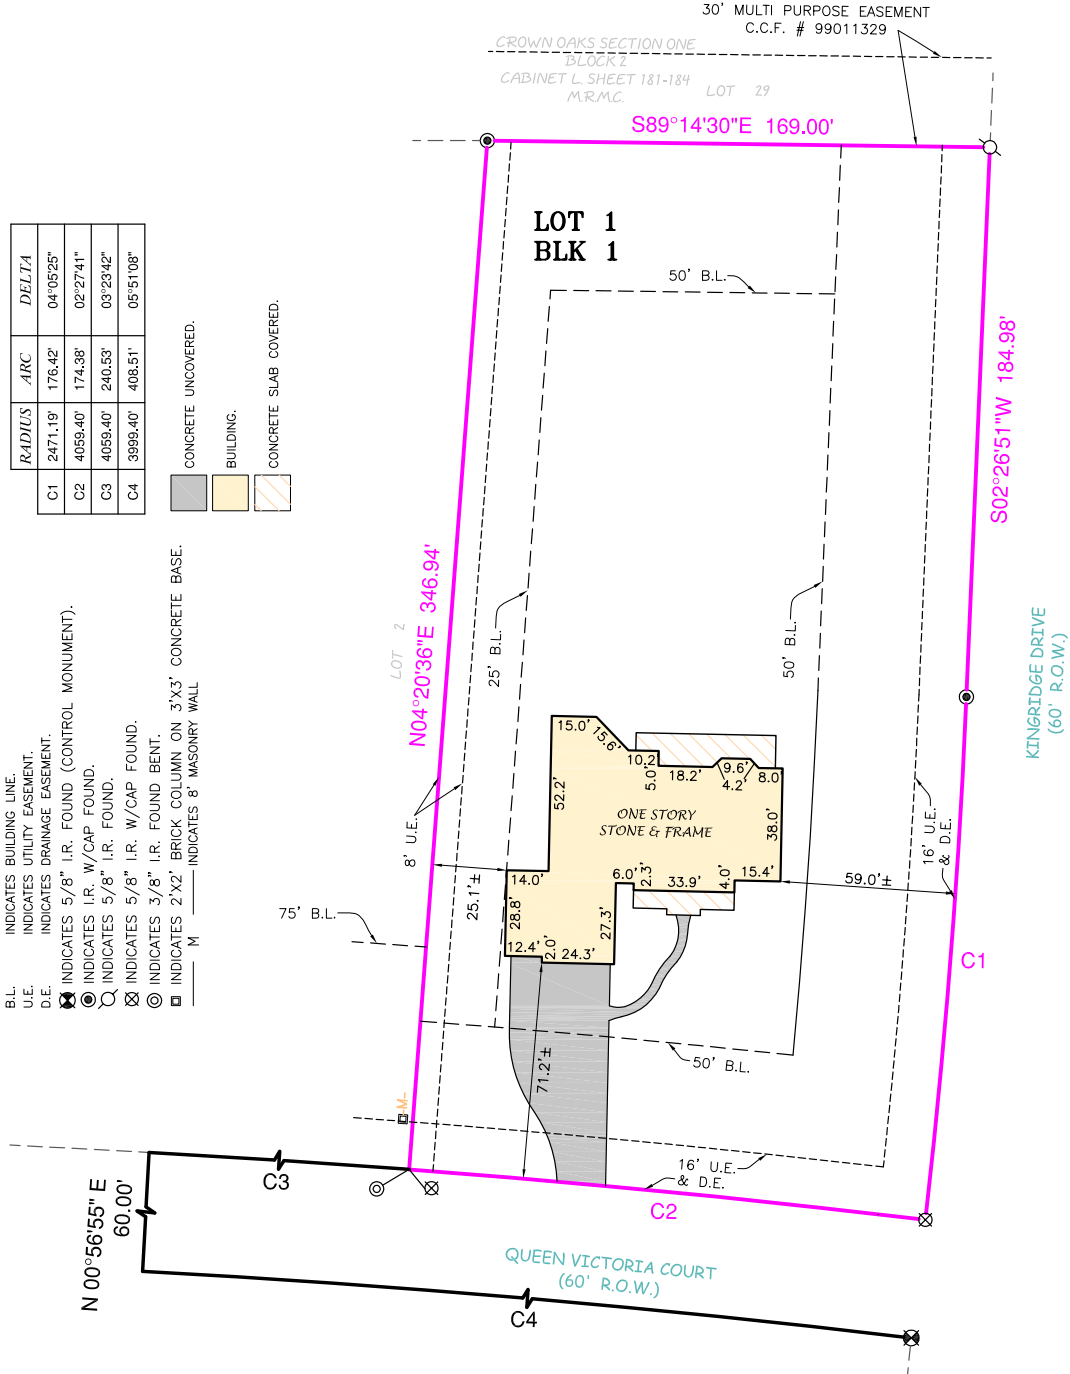 30' MULTI PURPOSE EASEMENT
C.C.F. # 99011329
CROWN OAKS SECTION ONE
BLOCK 2
CABINET L. SHEET 181-184
M.R.M.C.
LOT 29
S89°14'30"E 169.00'
LOT 1
BLK 1
50' B.L.
RADIUS ARC DELTA
C1 2471.19' 176.42' 04°05'25"
C2 4059.40' 174.38' 02°27'41"
C3 4059.40' 240.53' 03°23'42"
C4 3999.40' 408.51' 05°51'08"
CONCRETE UNCOVERED.
BUILDING.
CONCRETE SLAB COVERED.
B.L. INDICATES BUILDING LINE.
U.E. INDICATES UTILITY EASEMENT.
D.E. INDICATES DRAINAGE EASEMENT.
INDICATES 5/8" I.R. FOUND (CONTROL MONUMENT).
INDICATES I.R. W/CAP FOUND.
INDICATES 5/8" I.R. FOUND.
INDICATES 5/8" I.R. W/CAP FOUND.
INDICATES 3/8" I.R. FOUND BENT.
INDICATES 2'X2' BRICK COLUMN ON 3'X3' CONCRETE BASE.
M INDICATES 8' MASONRY WALL
LOT 2
N04°20'36"E 346.94'
25' B.L.
50' B.L.
S02°26'51"W 184.98'
KINGRIDGE DRIVE
(60' R.O.W.)
8' U.E.
16' U.E.
& D.E.
15.0'
15.6'
10.2
5.0'
18.2'
9.6'
4.2'
8.0'
52.2'
ONE STORY
STONE & FRAME
38.0'
14.0'
6.0'
2.3'
33.9'
4.0'
15.4'
25.1'±
59.0'±
28.8'
27.3'
12.4'
2.0'
24.3'
75' B.L.
C1
71.2'±
50' B.L.
-M-
16' U.E.
& D.E.
C3
C2
N 00°56'55" E
60.00'
QUEEN VICTORIA COURT
(60' R.O.W.)
C4